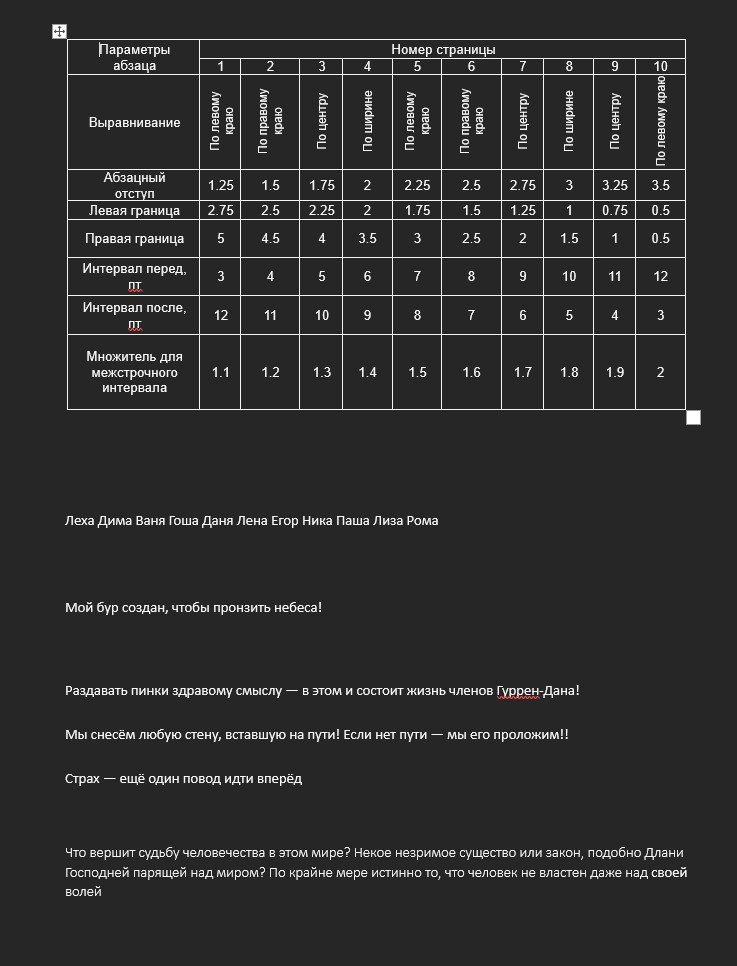 Параметры абзаца Номер страницы
1 2 3 4 5 6 7 8 9 10
Выравнивание По левому краю По правому краю По центру По ширине По левому краю По правому краю По центру По ширине По центру По левому краю
Абзацный отступ 1.25 1.5 1.75 2 2.25 2.5 2.75 3 3.25 3.5
Левая граница 2.75 2.5 2.25 2 1.75 1.5 1.25 1 0.75 0.5
Правая граница 5 4.5 4 3.5 3 2.5 2 1.5 1 0.5
Интервал перед, пт 3 4 5 6 7 8 9 10 11 12
Интервал после, пт 12 11 10 9 8 7 6 5 4 3
Множитель для межстрочного интервала 1.1 1.2 1.3 1.4 1.5 1.6 1.7 1.8 1.9 2
Леха Дима Ваня Гоша Даня Лена Егор Ника Паша Лиза Рома
Мой бур создан, чтобы пронзить небеса!
Раздавать пинки здравому смыслу — в этом и состоит жизнь членов Гуррен-Дана!
Мы снесём любую стену, вставшую на пути! Если нет пути — мы его проложим!!
Страх — ещё один повод идти вперёд
Что вершит судьбу человечества в этом мире? Некое незримое существо или закон, подобно Длани
Господней парящей над миром? По крайне мере истинно то, что человек не властен даже над своей
волей